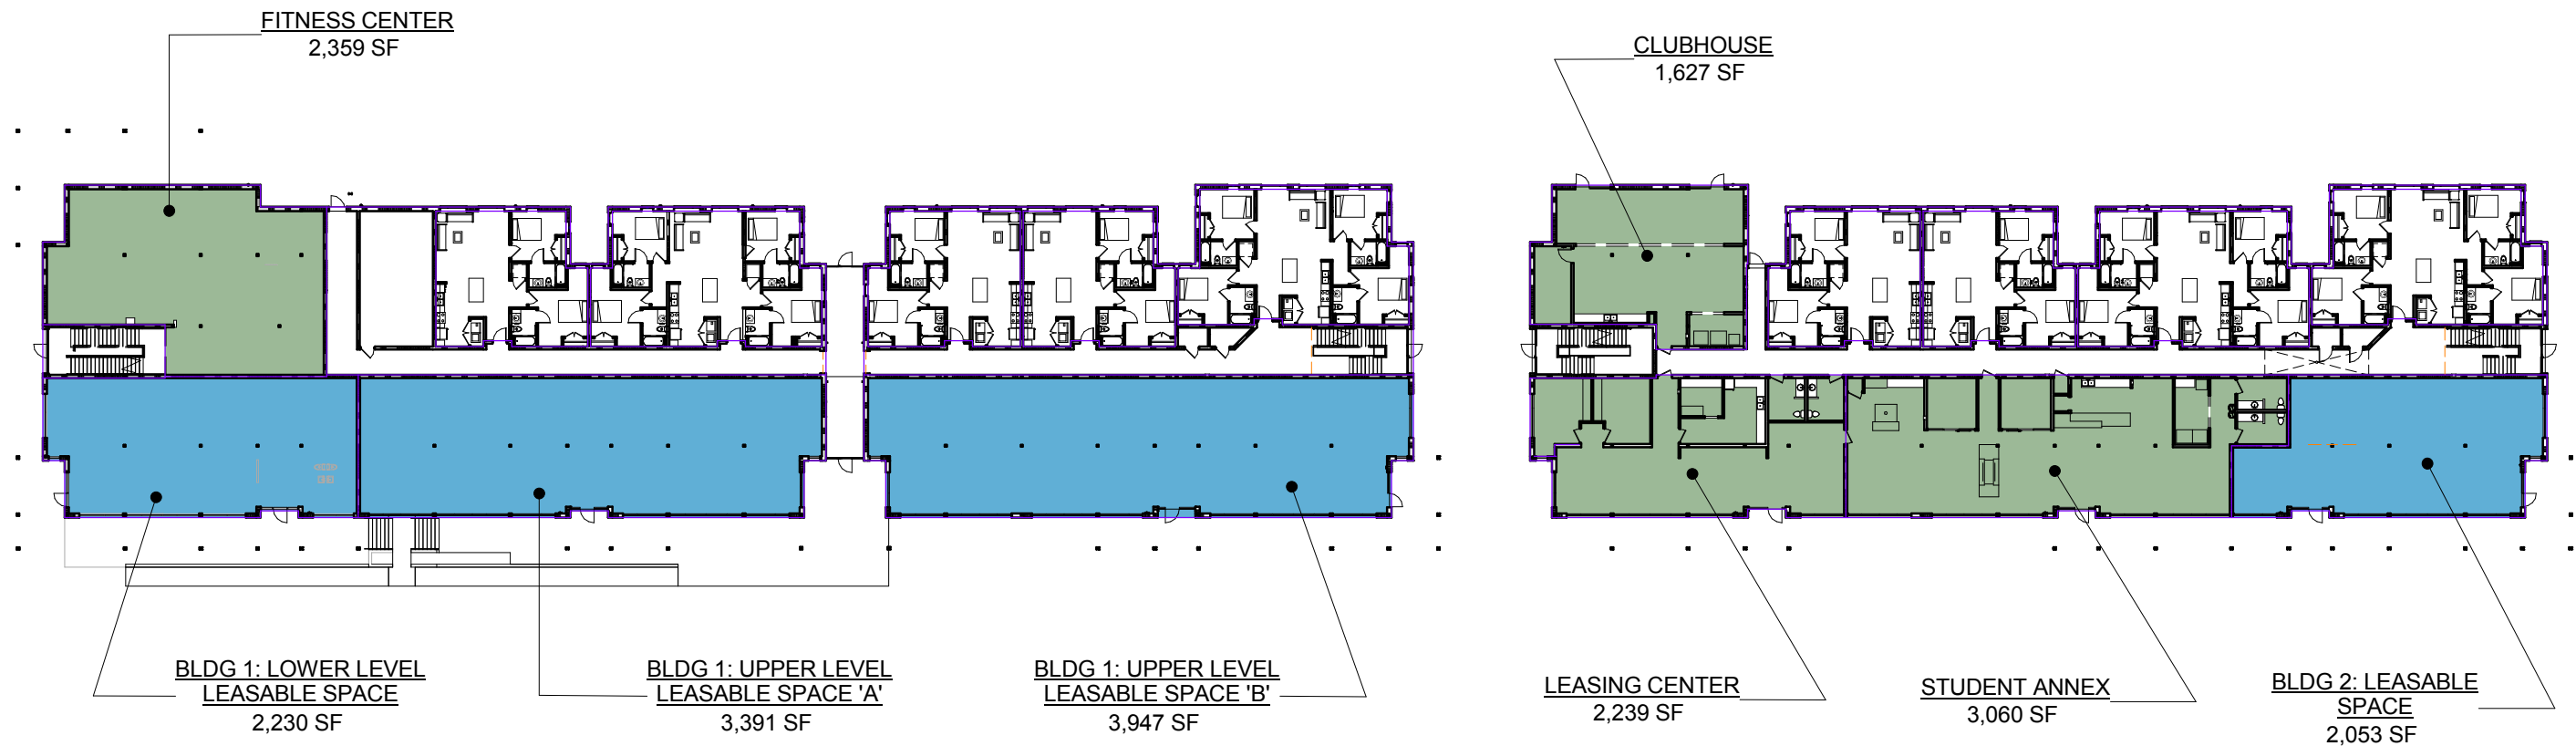 FITNESS CENTER
2,359 SF
CLUBHOUSE
1,627 SF
BLDG 1: LOWER LEVEL
LEASABLE SPACE
2,230 SF
BLDG 1: UPPER LEVEL
LEASABLE SPACE 'A'
3,391 SF
BLDG 1: UPPER LEVEL
LEASABLE SPACE 'B'
3,947 SF
LEASING CENTER
2,239 SF
STUDENT ANNEX
3,060 SF
BLDG 2: LEASABLE
SPACE
2,053 SF